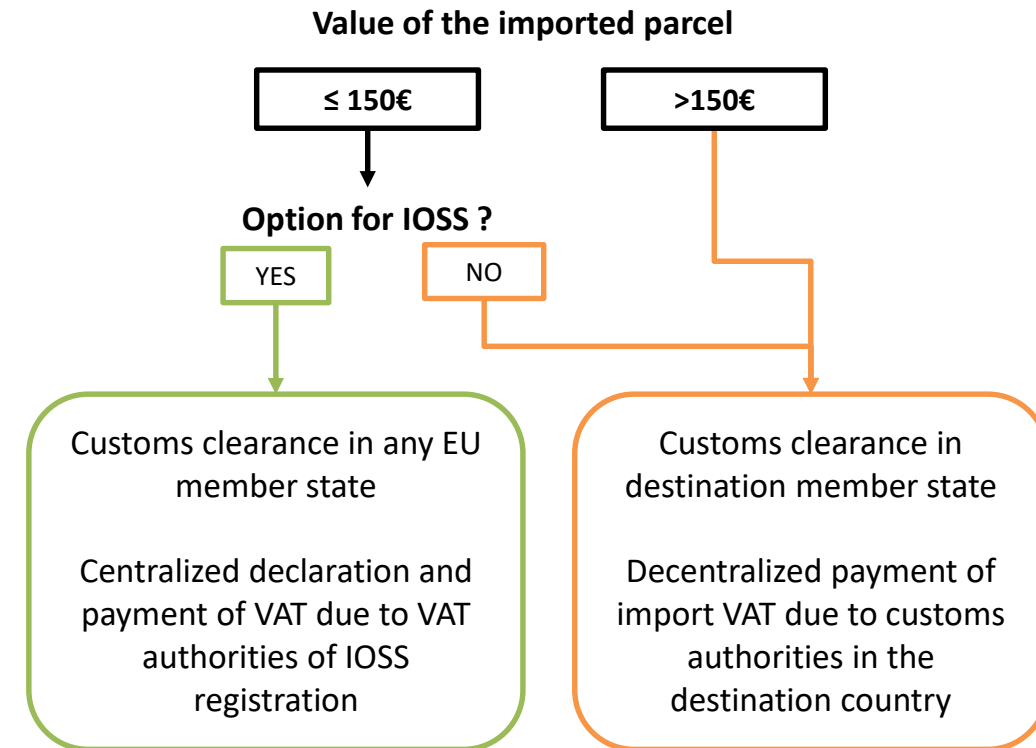 Value of the imported parcel
≤ 150€
>150€
Option for IOSS ?
YES
NO
Customs clearance in any EU
member state
Centralized declaration and
payment of VAT due to VAT
authorities of IOSS
registration
Customs clearance in
destination member state
Decentralized payment of
import VAT due to customs
authorities in the
destination country